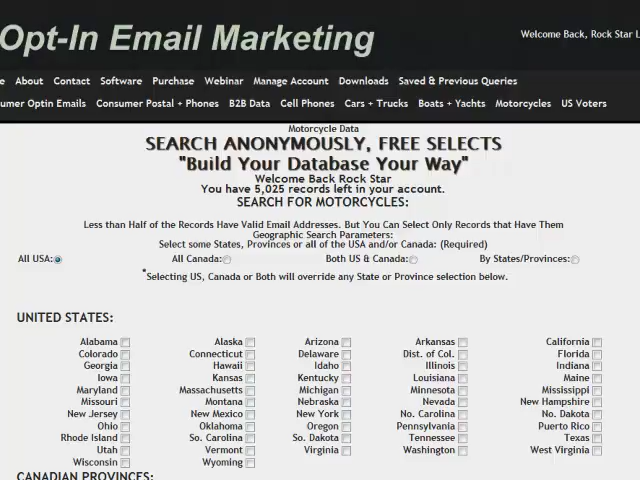 Opt-In Email Marketing
Welcome Back, Rock Star L
e About Contact Software Purchase Webinar Manage Account Downloads Saved & Previous Queries
umer Optin Emails Consumer Postal + Phones B2B Data Cell Phones Cars + Trucks Boats + Yachts Motorcycles US Voters
Motorcycle Data
SEARCH ANONYMOUSLY, FREE SELECTS
"Build Your Database Your Way"
Welcome Back Rock Star
You have 5,025 records left in your account.
SEARCH FOR MOTORCYCLES:
Less than Half of the Records Have Valid Email Addresses. But You Can Select Only Records that Have Them
Geographic Search Parameters:
Select some States, Provinces or all of the USA and/or Canada: (Required)
All USA: All Canada: Both US & Canada: By States/Provinces:
*Selecting US, Canada or Both will override any State or Province selection below.
UNITED STATES:
Alabama Alaska Arizona Arkansas California
Colorado Connecticut Delaware Dist. of Col. Florida
Georgia Hawaii Idaho Illinois Indiana
Iowa Kansas Kentucky Louisiana Maine
Maryland Massachusetts Michigan Minnesota Mississippi
Missouri Montana Nebraska Nevada New Hampshire
New Jersey New Mexico New York No. Carolina No. Dakota
Ohio Oklahoma Oregon Pennsylvania Puerto Rico
Rhode Island So. Carolina So. Dakota Tennessee Texas
Utah Vermont Virginia Washington West Virginia
Wisconsin Wyoming
CANADIAN PROVINCES: